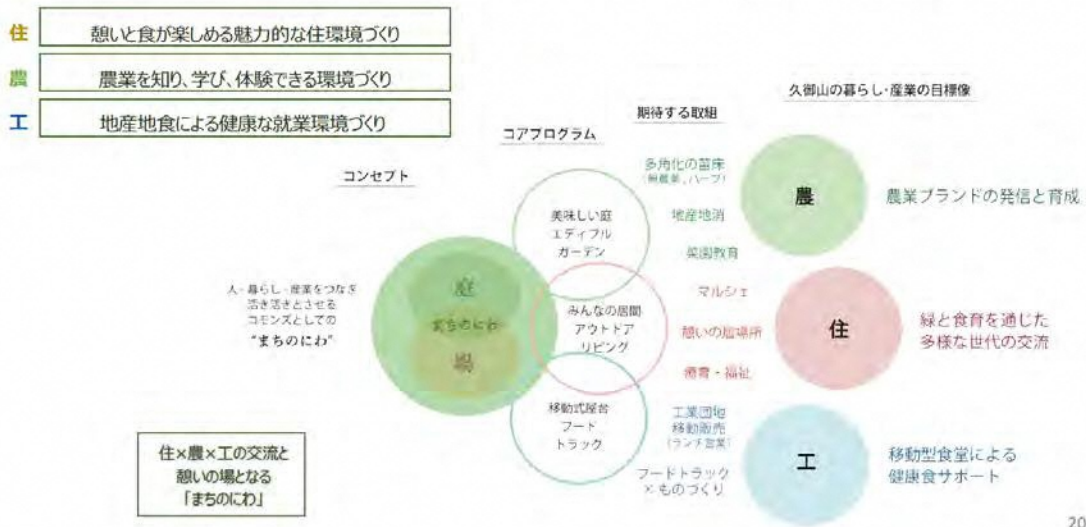 住 憩いと食が楽しめる魅力的な住環境づくり
農 農業を知り、学び、体験できる環境づくり
工 地産地食による健康な就業環境づくり
コンセプト
人・暮らし・産業をつなぎ
活き活きとさせる
コモンズとしての
"まちのにわ"
庭
まちのにわ
場
住×農×工の交流と
憩いの場となる
「まちのにわ」
コアプログラム
美味しい庭
エディブル
ガーデン
みんなの居間
アウトドア
リビング
移動式屋台
フード
トラック
期待する取組
多角化の苗床
(無農薬、ハーブ)
地産地消
菜園教育
マルシェ
憩いの居場所
療育・福祉
工業団地
移動販売
(ランチ営業)
フードトラック
×ものづくり
久御山の暮らし・産業の目標像
農
農業ブランドの発信と育成
住
緑と食育を通じた
多様な世代の交流
工
移動型食堂による
健康食サポート
20